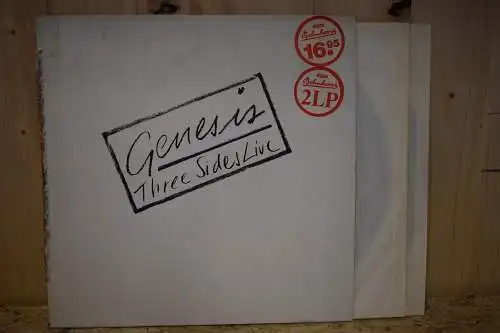 Genesis
Three Sides Live
16.95
2LP